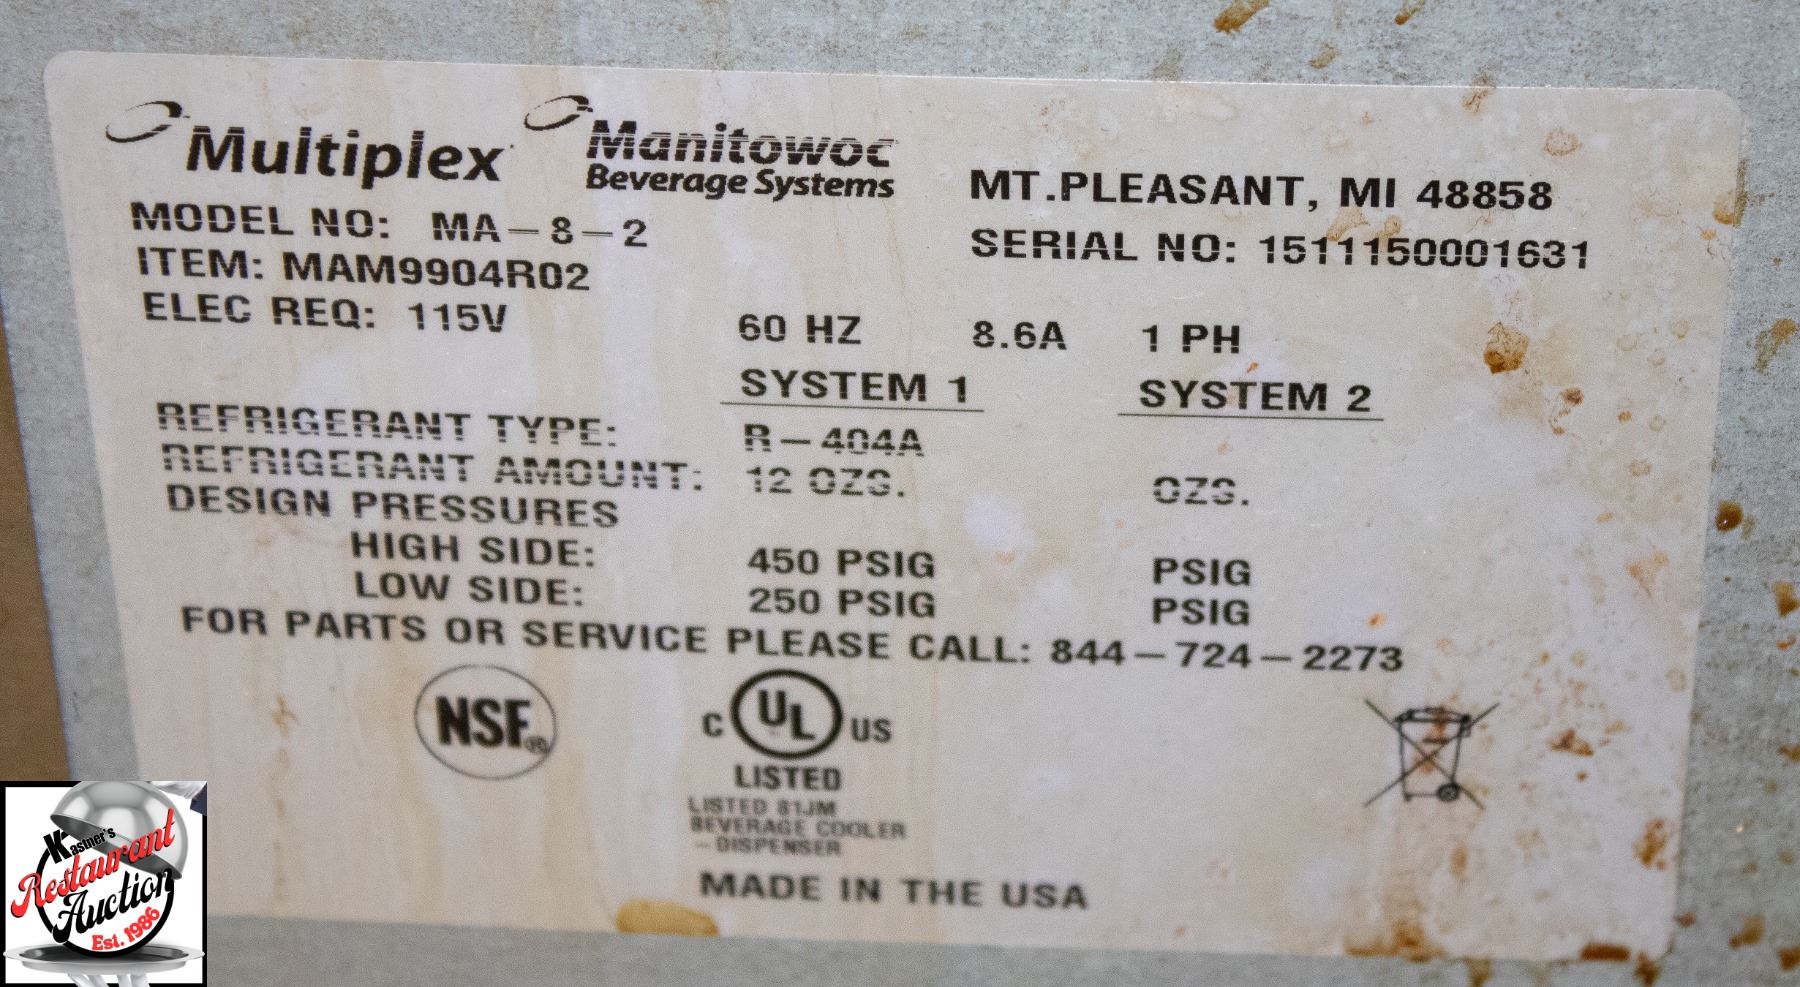 Multiplex Manitowoc
Beverage Systems
MT.PLEASANT, MI 48858
MODEL NO: MA-8-2
SERIAL NO: 1511150001631
ITEM: MAM9904R02
ELEC REQ: 115V 60 HZ 8.6A 1 PH
SYSTEM 1 SYSTEM 2
REFRIGERANT TYPE: R-404A
REFRIGERANT AMOUNT: 12 OZS. OZS.
DESIGN PRESSURES
HIGH SIDE: 450 PSIG PSIG
LOW SIDE: 250 PSIG PSIG
FOR PARTS OR SERVICE PLEASE CALL: 844-724-2273
NSF®
C UL US
LISTED
LISTED 81JM
BEVERAGE COOLER
- DISPENSER
MADE IN THE USA
Kastner's
Restaurant
Auction
Est. 1986